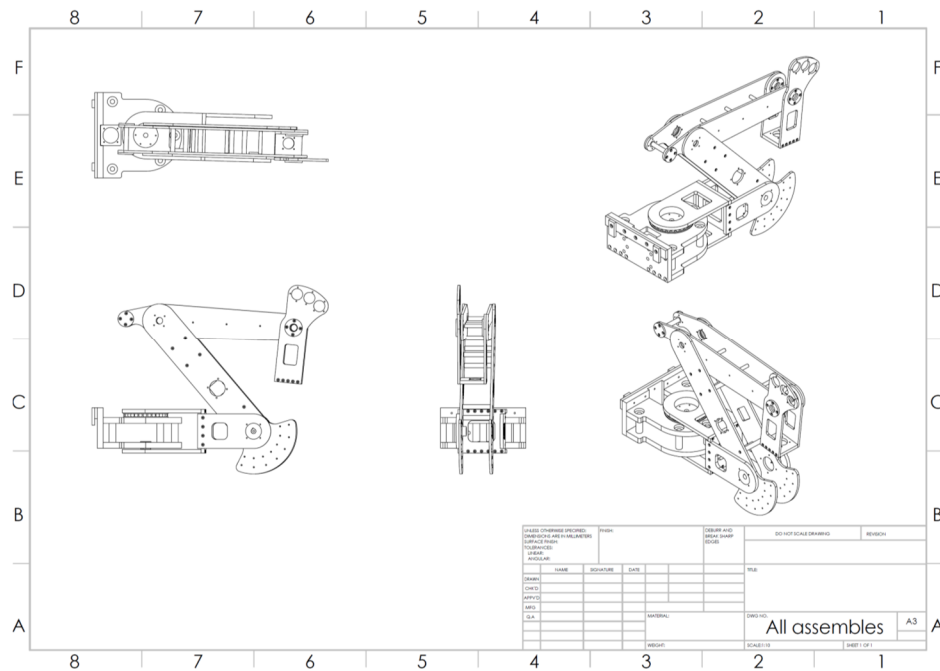 8 7 6 5 4 3 2 1
F F
E E
D D
C C
B B
A A
UNLESS OTHERWISE SPECIFIED:
DIMENSIONS ARE IN MILLIMETERS
SURFACE FINISH:
TOLERANCES:
LINEAR:
ANGULAR:
FINISH:
DEBURR AND
BREAK SHARP
EDGES
DO NOT SCALE DRAWING
REVISION
NAME SIGNATURE DATE
DRAWN
CHK'D
APPV'D
MFG
Q.A
TITLE:
MATERIAL:
DWG NO.
All assembles
A3
WEIGHT:
SCALE:1:10
SHEET 1 OF 1
8 7 6 5 4 3 2 1